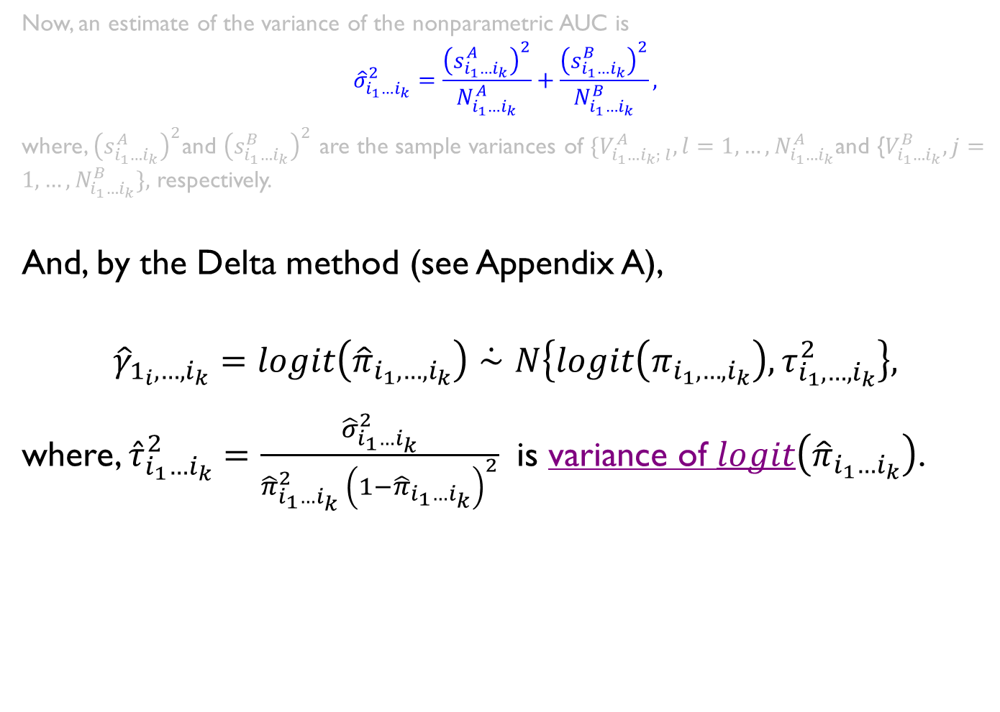 Now, an estimate of the variance of the nonparametric AUC is
$\hat{\sigma}^2_{i_1 \ldots i_k} = \frac{\left(s^A_{i_1 \ldots i_k}\right)^2}{N^A_{i_1 \ldots i_k}} + \frac{\left(s^B_{i_1 \ldots i_k}\right)^2}{N^B_{i_1 \ldots i_k}},$
where, $\left(s^A_{i_1 \ldots i_k}\right)^2$and $\left(s^B_{i_1 \ldots i_k}\right)^2$ are the sample variances of $\{V^A_{i_1 \ldots i_k;\, l}, l = 1, \ldots, N^A_{i_1 \ldots i_k}$and $\{V^B_{i_1 \ldots i_k}, j =$
$1, \ldots, N^B_{i_1 \ldots i_k}\}$, respectively.
And, by the Delta method (see Appendix A),
$\hat{\gamma}_{1_i, \ldots, i_k} = logit\left(\hat{\pi}_{i_1, \ldots, i_k}\right) \dot{\sim} N\{logit\left(\pi_{i_1, \ldots, i_k}\right), \tau^2_{i_1, \ldots, i_k}\},$
where, $\hat{\tau}^2_{i_1 \ldots i_k} = \frac{\hat{\sigma}^2_{i_1 \ldots i_k}}{\hat{\pi}^2_{i_1 \ldots i_k}\left(1-\hat{\pi}_{i_1 \ldots i_k}\right)^2}$ is variance of $logit\left(\hat{\pi}_{i_1 \ldots i_k}\right)$.